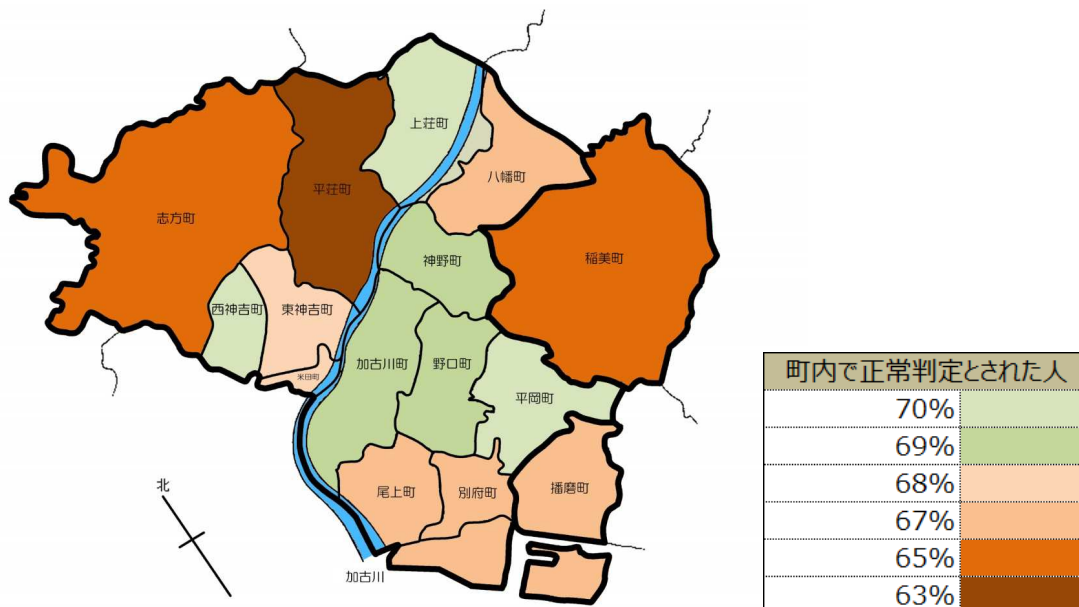 上荘町
八幡町
平荘町
志方町
神野町
稲美町
西神吉町
東神吉町
米田町
加古川町
野口町
平岡町
尾上町
別府町
播磨町
北
加古川
町内で正常判定とされた人
70%
69%
68%
67%
65%
63%